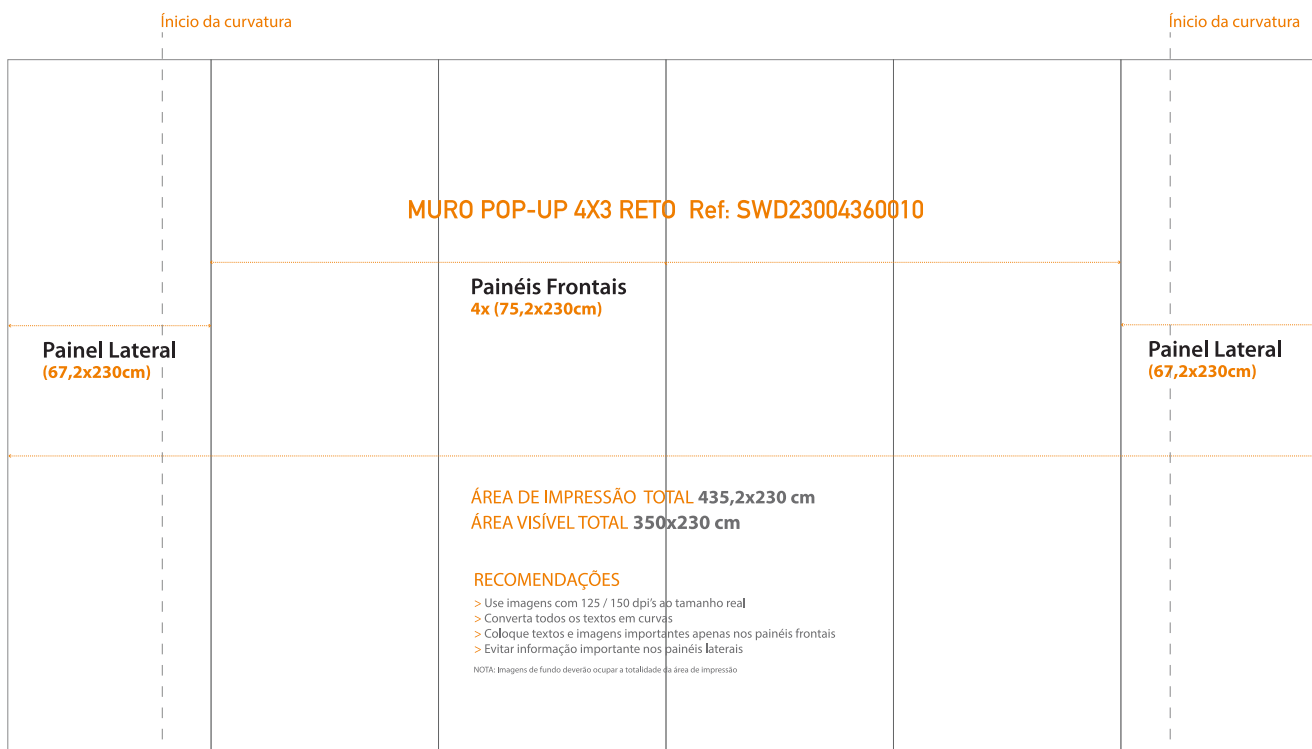 Ínicio da curvatura
Ínicio da curvatura
MURO POP-UP 4X3 RETO Ref: SWD23004360010
Painéis Frontais
4x (75,2x230cm)
Painel Lateral
(67,2x230cm)
Painel Lateral
(67,2x230cm)
ÁREA DE IMPRESSÃO TOTAL 435,2x230 cm
ÁREA VISÍVEL TOTAL 350x230 cm
RECOMENDAÇÕES
> Use imagens com 125 / 150 dpi's ao tamanho real
> Converta todos os textos em curvas
> Coloque textos e imagens importantes apenas nos painéis frontais
> Evitar informação importante nos painéis laterais
NOTA: Imagens de fundo deverão ocupar a totalidade da área de impressão